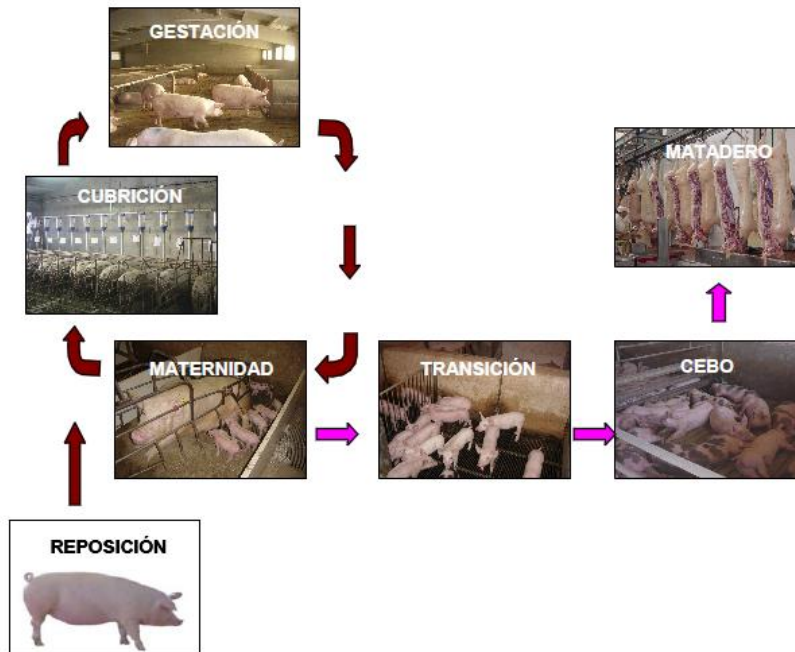 GESTACIÓN
MATADERO
CUBRICIÓN
MATERNIDAD
TRANSICIÓN
CEBO
REPOSICIÓN